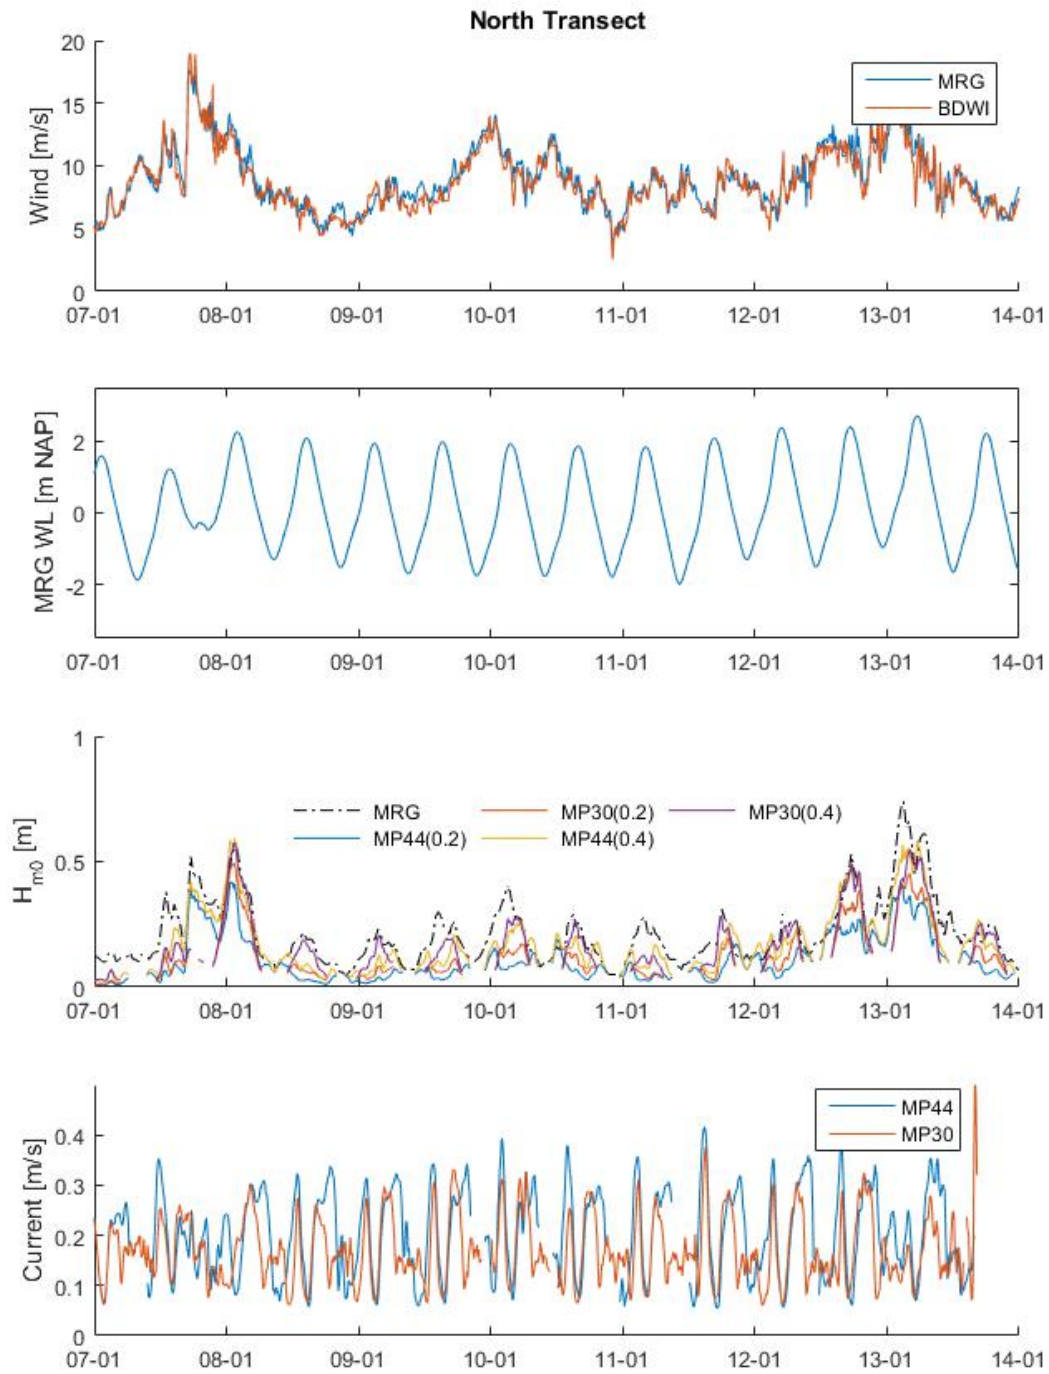 North Transect
Wind [m/s]
20
15
10
5
0
MRG
BDWI
07-01 08-01 09-01 10-01 11-01 12-01 13-01 14-01
MRG WL [m NAP]
2
0
-2
07-01 08-01 09-01 10-01 11-01 12-01 13-01 14-01
Hm0 [m]
1
0.5
0
MRG MP30(0.2) MP30(0.4)
MP44(0.2) MP44(0.4)
07-01 08-01 09-01 10-01 11-01 12-01 13-01 14-01
Current [m/s]
0.4
0.3
0.2
0.1
0
MP44
MP30
07-01 08-01 09-01 10-01 11-01 12-01 13-01 14-01